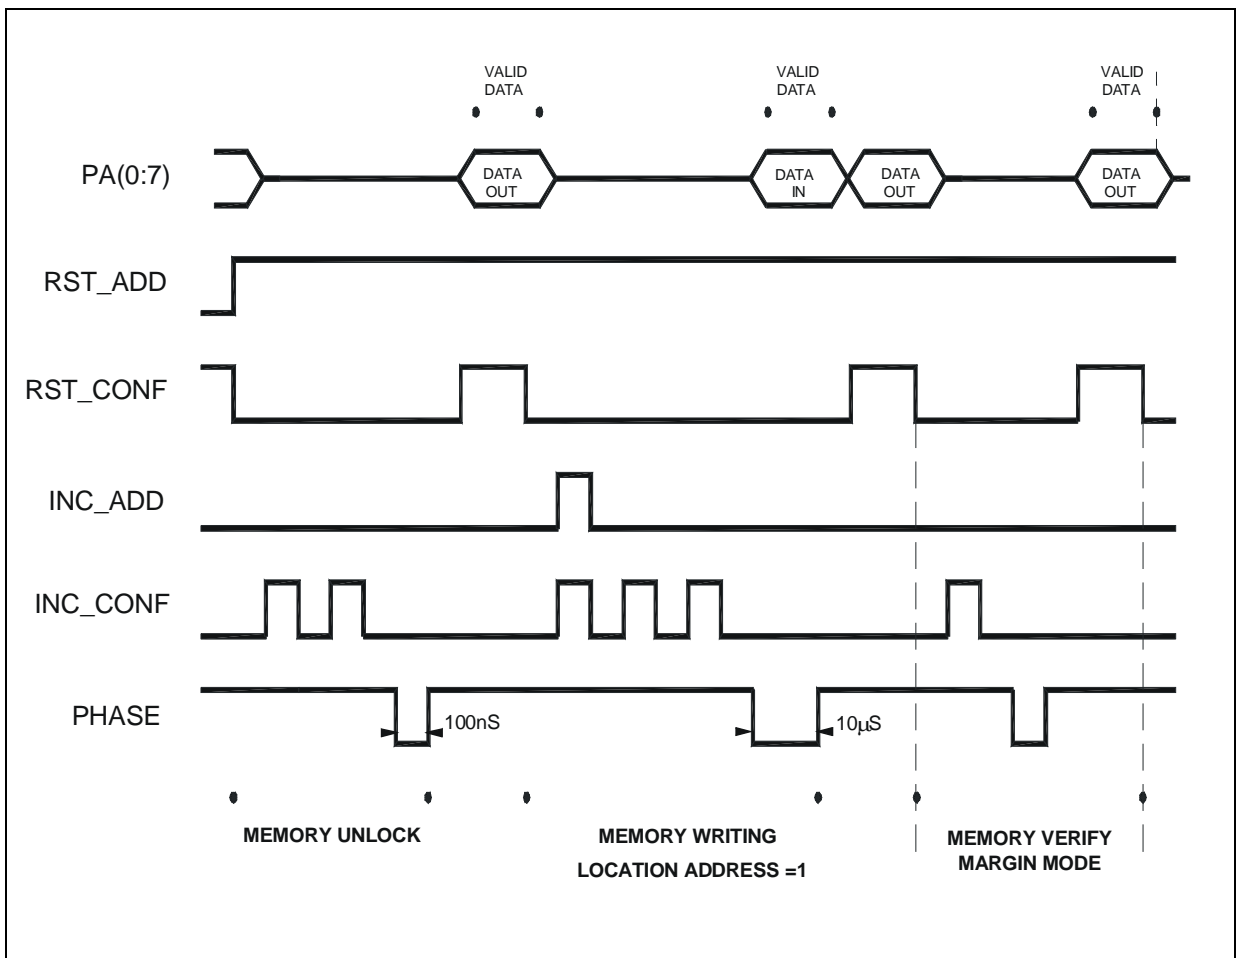 VALID
DATA
VALID
DATA
VALID
DATA
PA(0:7)
DATA
OUT
DATA
IN
DATA
OUT
DATA
OUT
RST_ADD
RST_CONF
INC_ADD
INC_CONF
PHASE
100nS
10µS
MEMORY UNLOCK
MEMORY WRITING
LOCATION ADDRESS =1
MEMORY VERIFY
MARGIN MODE